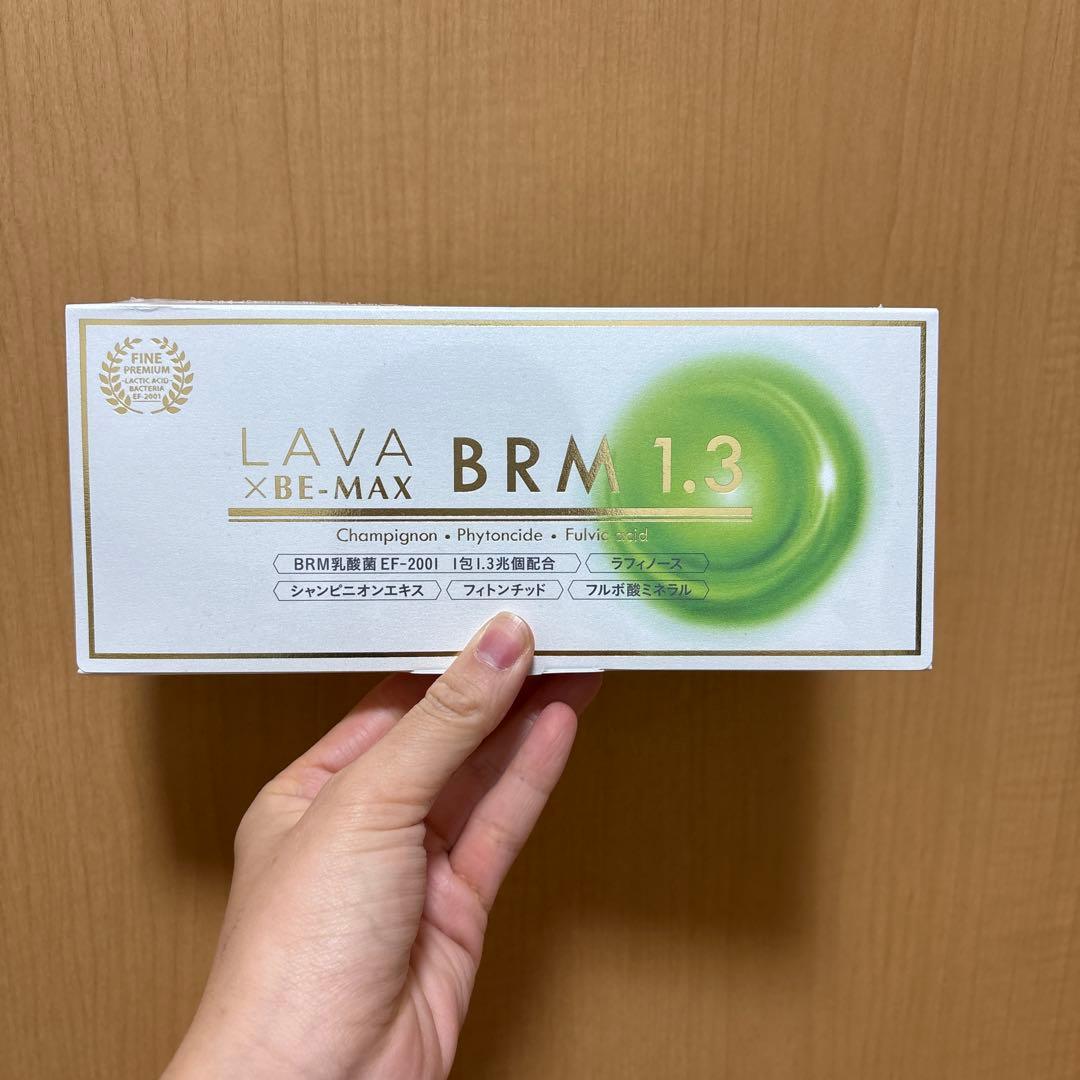 FINE
PREMIUM
-LACTIC ACID-
BACTERIA
EF-2001
LAVA
×BE-MAX
BRM 1.3
Champignon • Phytoncide • Fulvic acid
BRM乳酸菌 EF-2001 1包1.3兆個配合
ラフィノース
シャンピニオンエキス
フィトンチッド
フルボ酸ミネラル